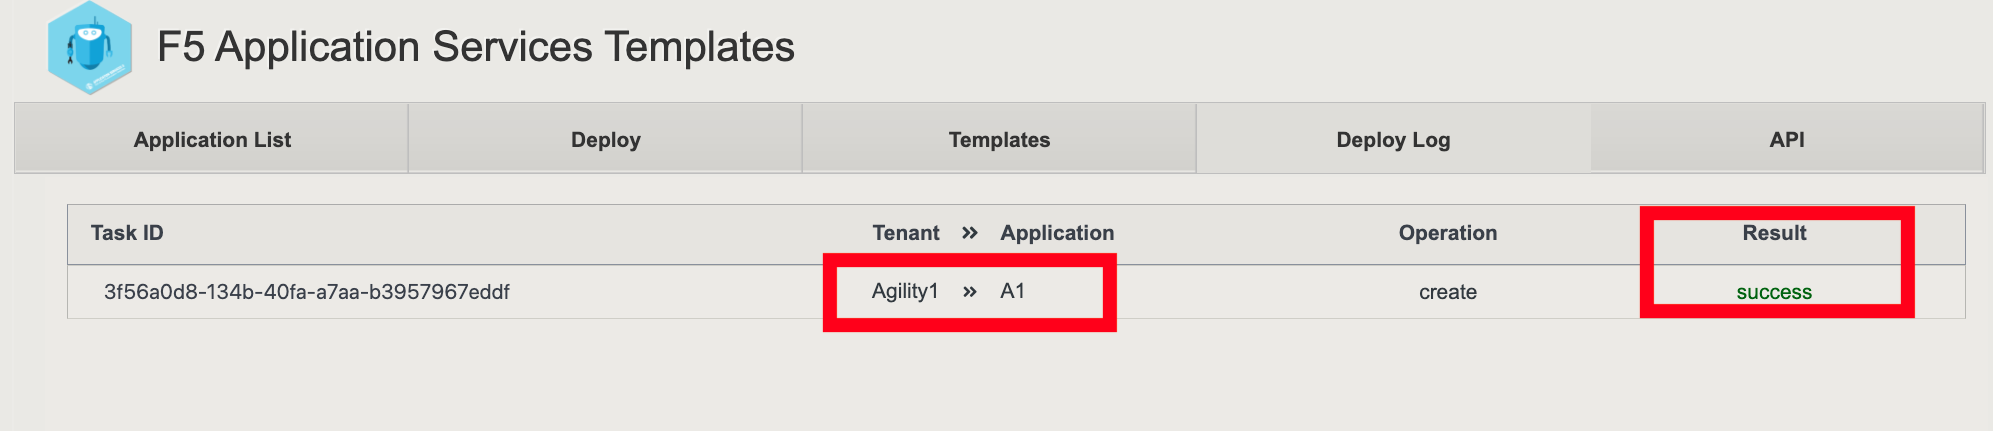 F5 Application Services Templates
Application List Deploy Templates Deploy Log API
Task ID Tenant » Application Operation Result
3f56a0d8-134b-40fa-a7aa-b3957967eddf Agility1 » A1 create success